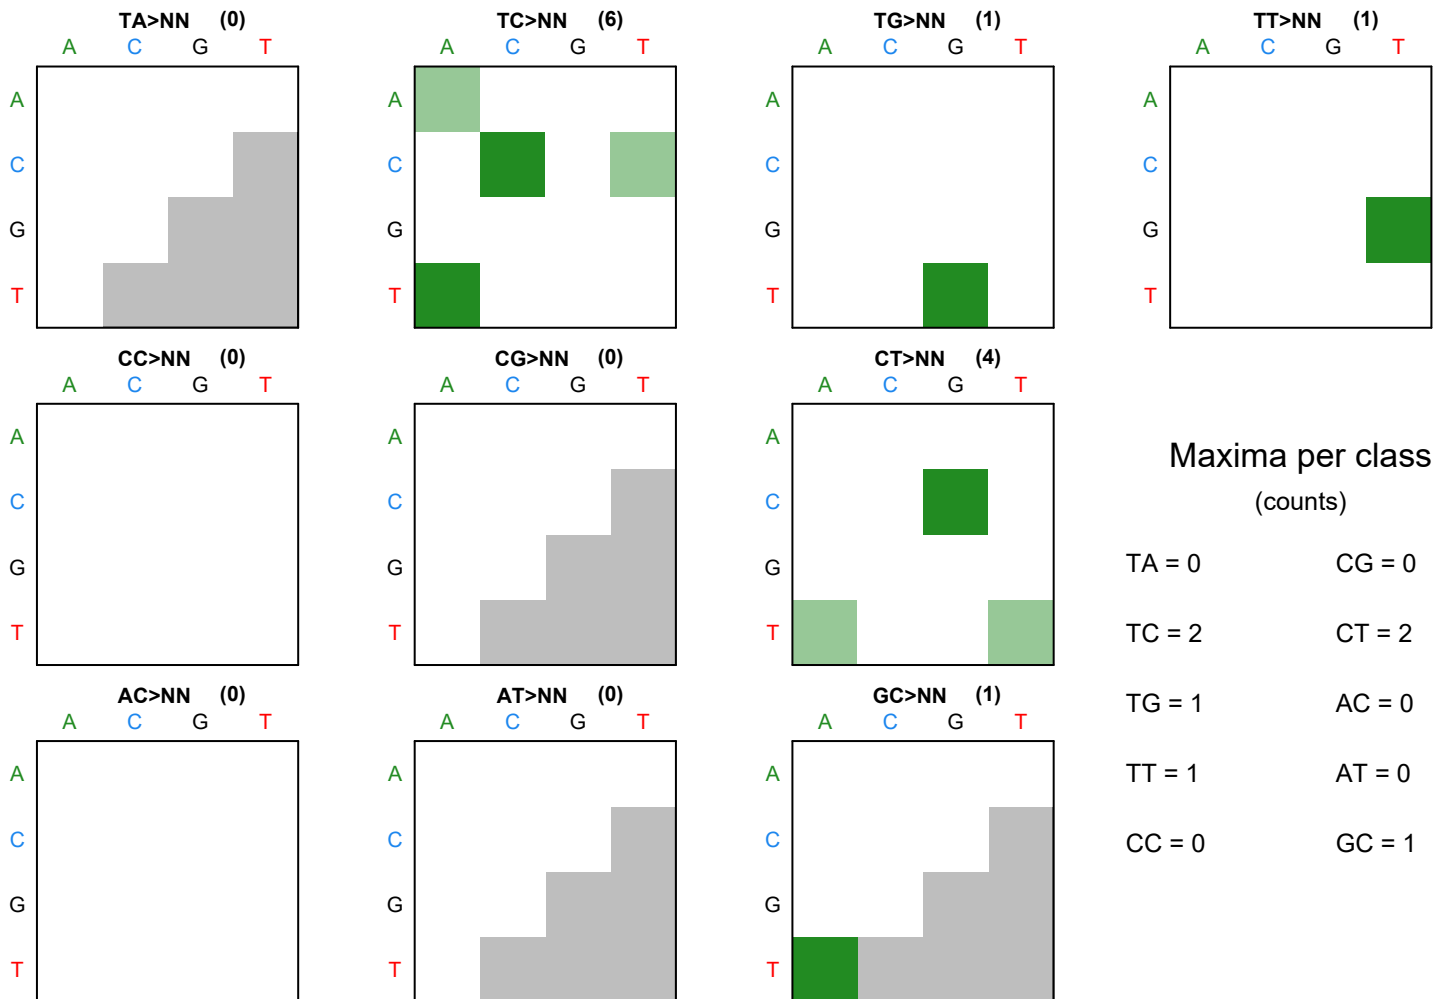 TA>NN (0) TC>NN (6) TG>NN (1) TT>NN (1)
A C G T A C G T A C G T A C G T
A A A A
C C C C
G G G G
T T T T
CC>NN (0) CG>NN (0) CT>NN (4)
A C G T A C G T A C G T
A A A
C C C
G G G
T T T
Maxima per class
(counts)
TA = 0 CG = 0
TC = 2 CT = 2
TG = 1 AC = 0
TT = 1 AT = 0
CC = 0 GC = 1
AC>NN (0) AT>NN (0) GC>NN (1)
A C G T A C G T A C G T
A A A
C C C
G G G
T T T